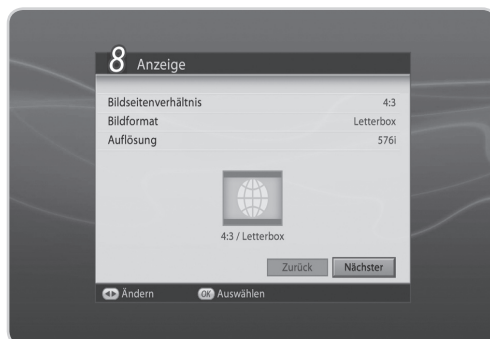 8 Anzeige
Bildseitenverhältnis 4:3
Bildformat Letterbox
Auflösung 576i
4:3 / Letterbox
Zurück Nächster
Ändern OK Auswählen